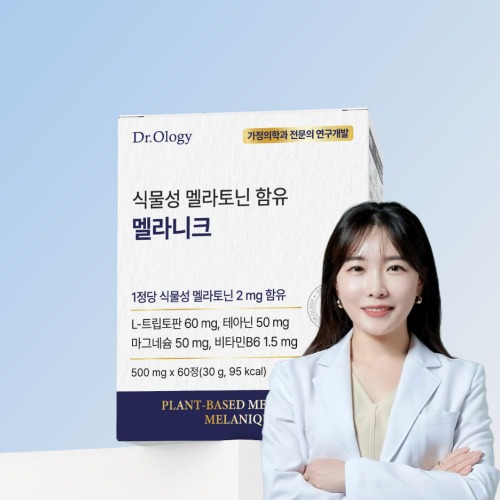 Dr.Ology
가정의학과 전문의 연구개발
식물성 멜라토닌 함유
멜라니크
1정당 식물성 멜라토닌 2 mg 함유
L-트립토판 60 mg, 테아닌 50 mg
마그네슘 50 mg, 비타민B6 1.5 mg
500 mg x 60정(30 g, 95 kcal)
PLANT-BASED ME
MELANIQU